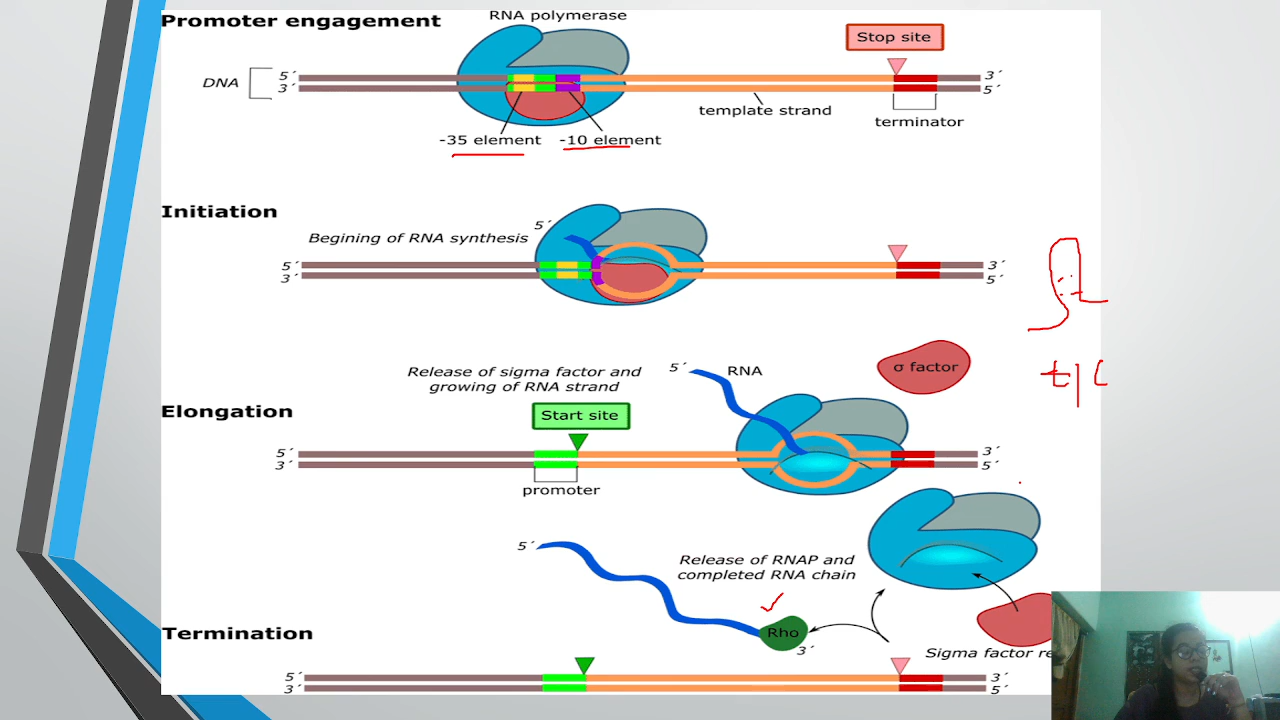 Promoter engagement
RNA polymerase
Stop site
DNA
5´
3´
3´
5´
template strand
terminator
-35 element
-10 element
Initiation
5´
Begining of RNA synthesis
5´
3´
3´
5´
Release of sigma factor and
growing of RNA strand
5´
RNA
σ factor
Elongation
Start site
5´
3´
3´
5´
promoter
5´
Release of RNAP and
completed RNA chain
Rho
3´
Termination
Sigma factor re
5´
3´
3´
5´